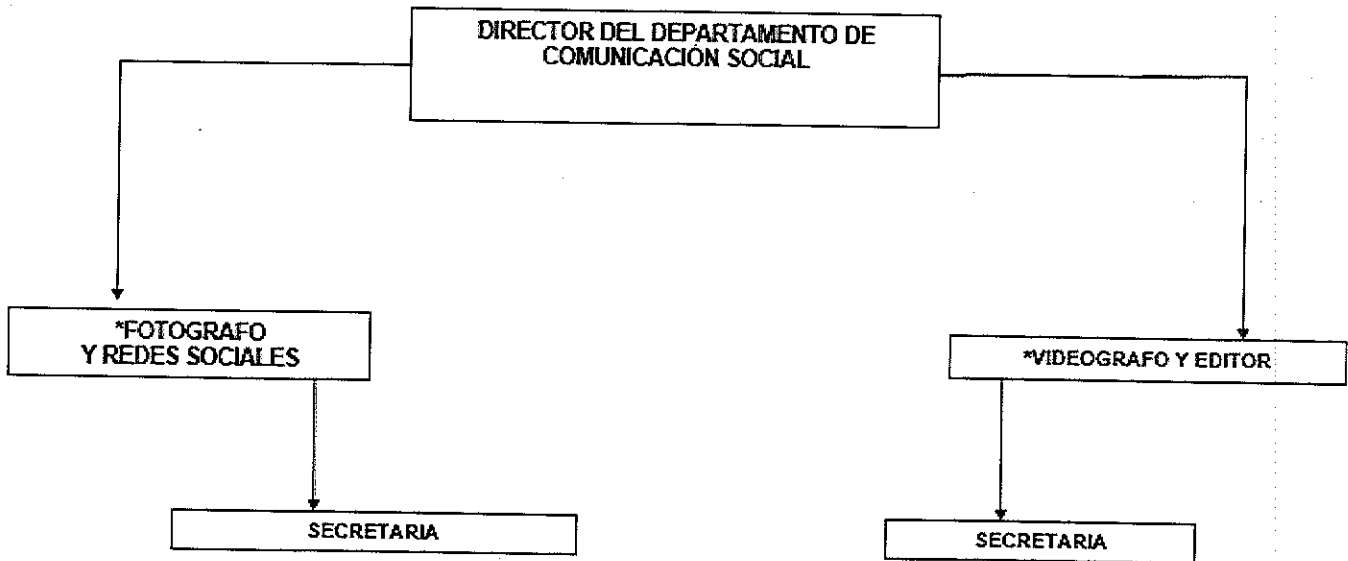 DIRECTOR DEL DEPARTAMENTO DE
COMUNICACIÓN SOCIAL
*FOTOGRAFO
Y REDES SOCIALES
*VIDEOGRAFO Y EDITOR
SECRETARIA
SECRETARIA